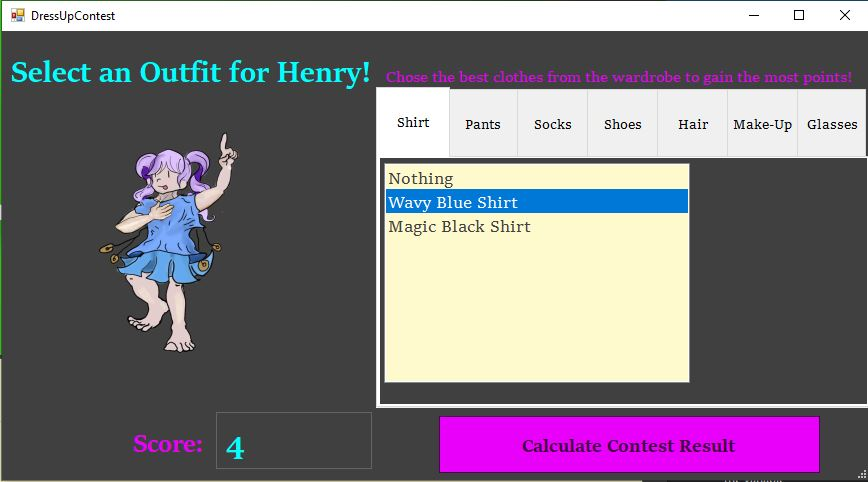 DressUpContest
Select an Outfit for Henry!
Chose the best clothes from the wardrobe to gain the most points!
Shirt Pants Socks Shoes Hair Make-Up Glasses
Nothing
Wavy Blue Shirt
Magic Black Shirt
Score: 4
Calculate Contest Result